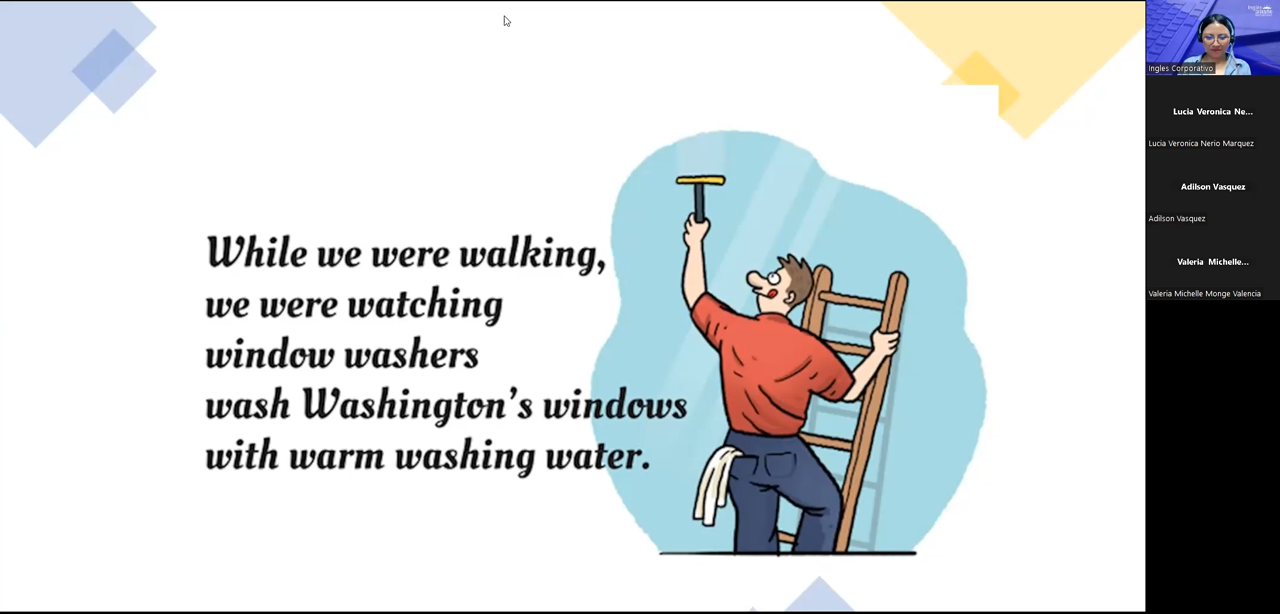 While we were walking,
we were watching
window washers
wash Washington's windows
with warm washing water.
Ingles Corporativo
Lucia Veronica Ne...
Lucia Veronica Nerio Marquez
Adilson Vasquez
Adilson Vasquez
Valeria Michelle...
Valeria Michelle Monge Valencia